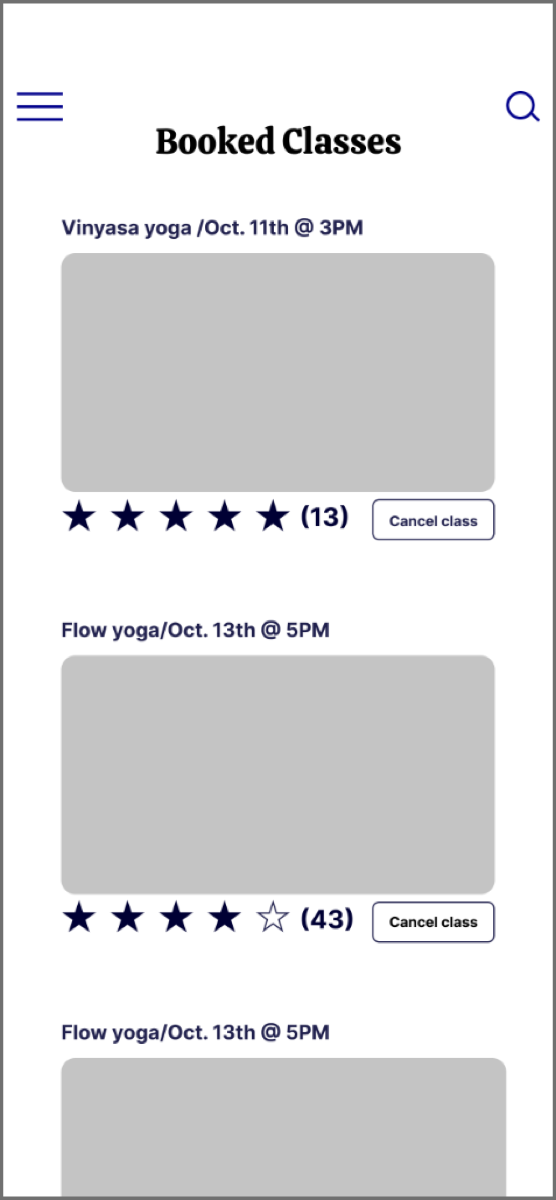 Booked Classes
Vinyasa yoga /Oct. 11th @ 3PM
(13)
Cancel class
Flow yoga/Oct. 13th @ 5PM
(43)
Cancel class
Flow yoga/Oct. 13th @ 5PM